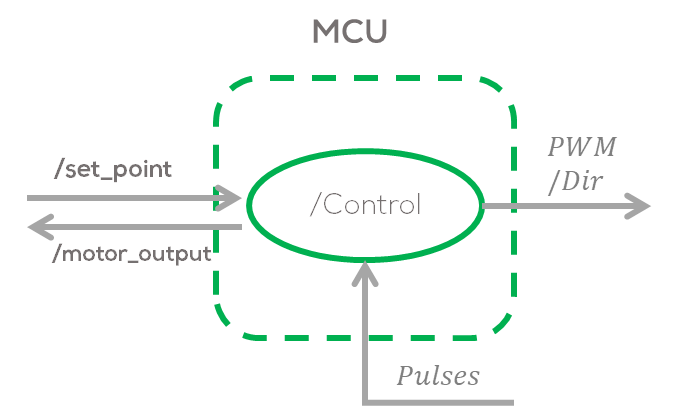 MCU
/set_point
PWM
/Dir
/Control
/motor_output
Pulses